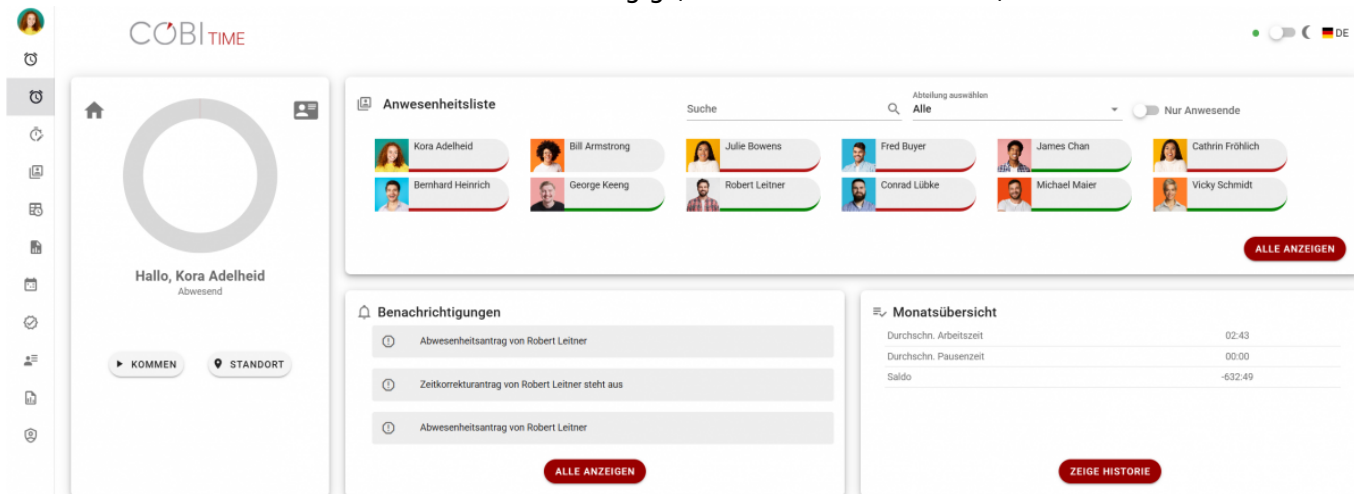 COBI TIME
DE
Anwesenheitsliste
Suche
Abteilung auswählen
Alle
Nur Anwesende
Kora Adelheid
Bill Armstrong
Julie Bowens
Fred Buyer
James Chan
Cathrin Fröhlich
Bernhard Heinrich
George Keeng
Robert Leitner
Conrad Lübke
Michael Maier
Vicky Schmidt
ALLE ANZEIGEN
Hallo, Kora Adelheid
Abwesend
KOMMEN
STANDORT
Benachrichtigungen
Abwesenheitsantrag von Robert Leitner
Zeitkorrekturantrag von Robert Leitner steht aus
Abwesenheitsantrag von Robert Leitner
ALLE ANZEIGEN
Monatsübersicht
Durchschn. Arbeitszeit 02:43
Durchschn. Pausenzeit 00:00
Saldo -632:49
ZEIGE HISTORIE